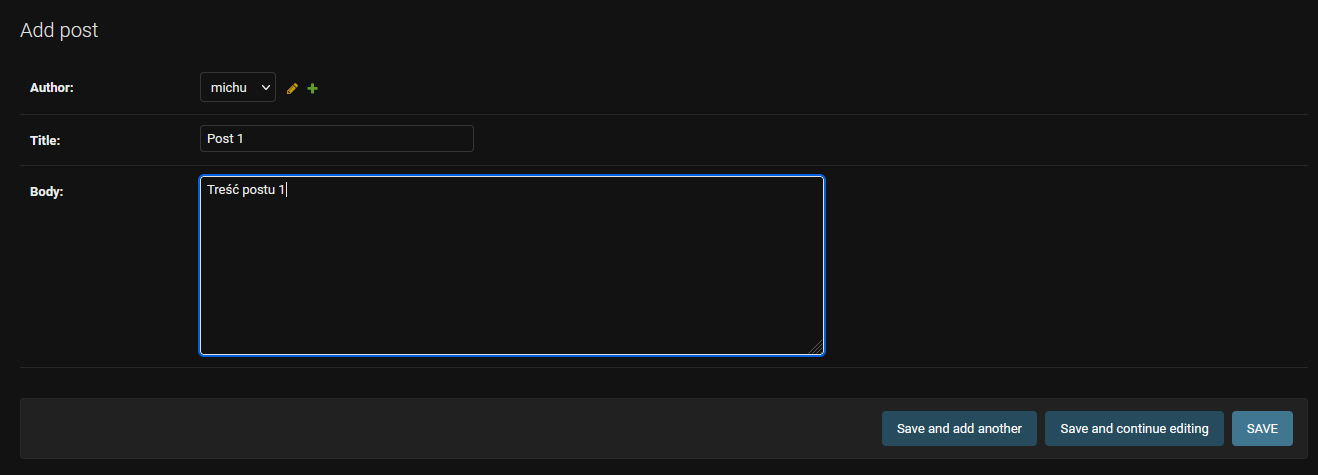 Add post
Author: michu
Title: Post 1
Body: Treść postu 1
Save and add another Save and continue editing SAVE